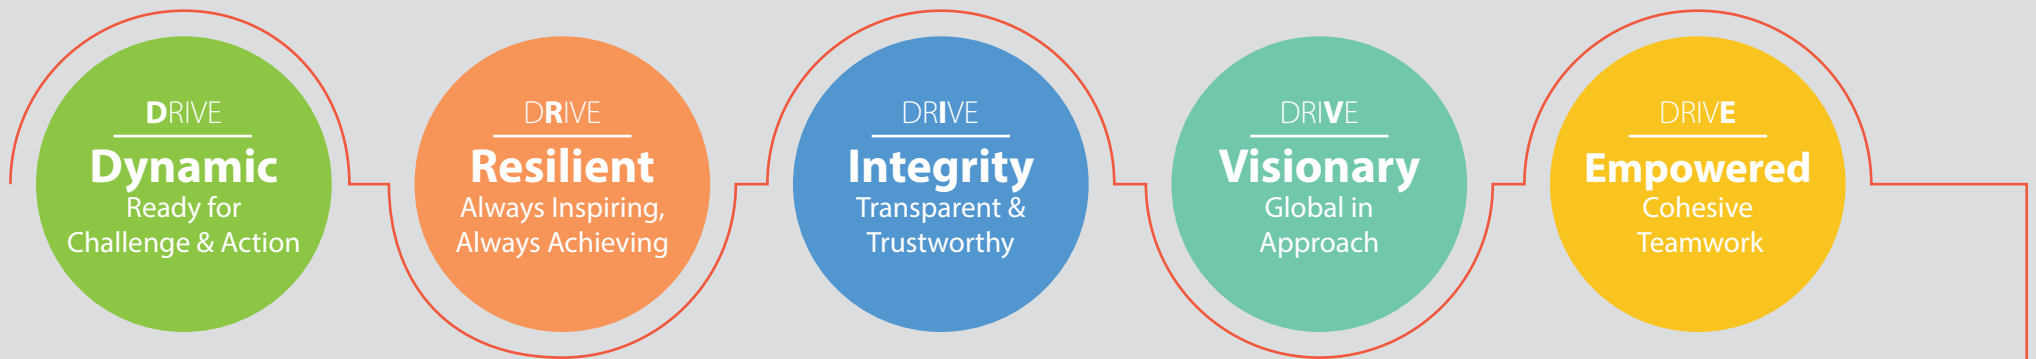 DRIVE
Dynamic
Ready for
Challenge & Action
DRIVE
Resilient
Always Inspiring,
Always Achieving
DRIVE
Integrity
Transparent &
Trustworthy
DRIVE
Visionary
Global in
Approach
DRIVE
Empowered
Cohesive
Teamwork